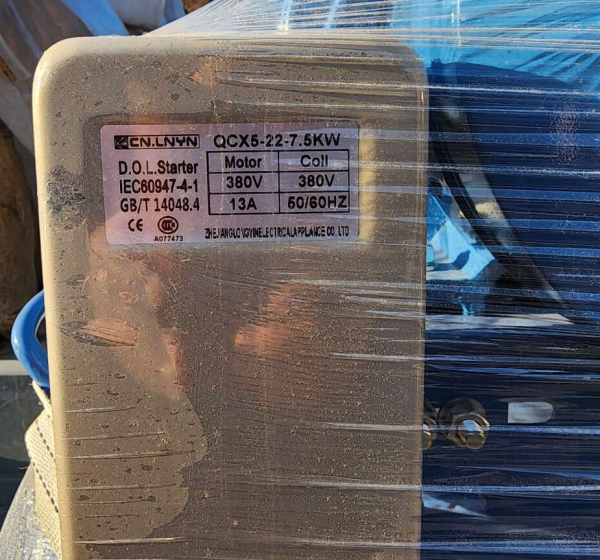 CN.LNYN QCX5-22-7.5KW
D.O.L.Starter Motor Coil
IEC60947-4-1 380V 380V
GB/T 14048.4 13A 50/60HZ
CE CCC
A077473
ZHEJIANGLONGYINELECTRICALAPPLIANCE CO., LTD